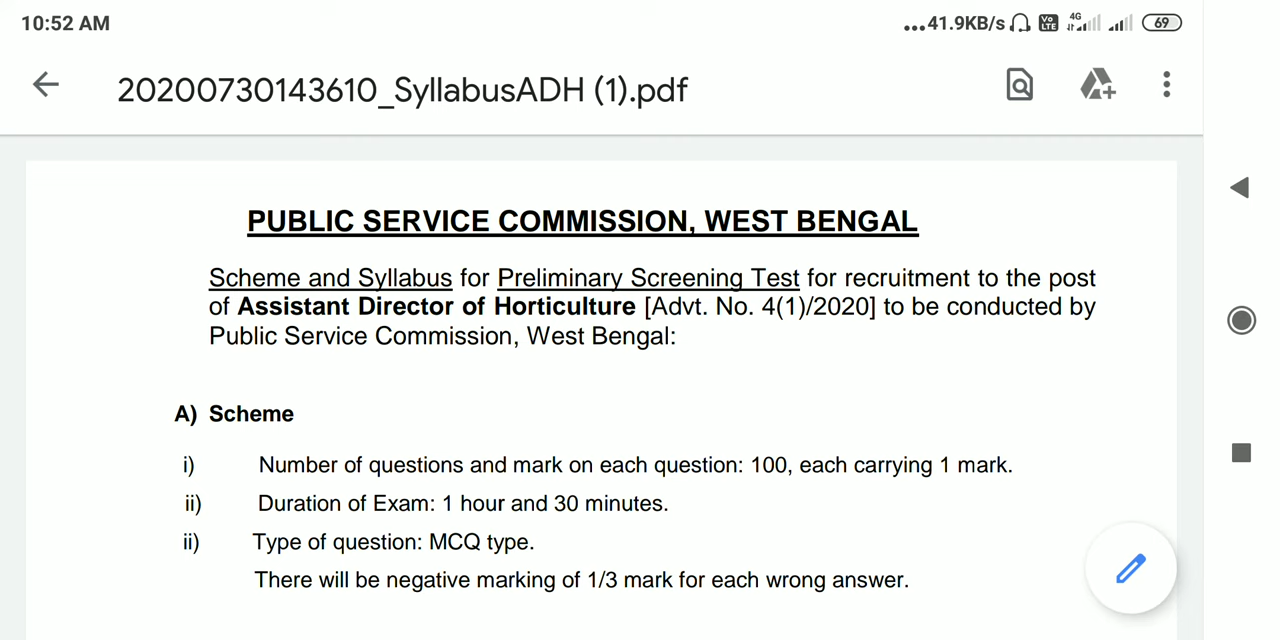 10:52 AM
...41.9KB/s Vo LTE 4G 69
20200730143610_SyllabusADH (1).pdf
PUBLIC SERVICE COMMISSION, WEST BENGAL
Scheme and Syllabus for Preliminary Screening Test for recruitment to the post
of Assistant Director of Horticulture [Advt. No. 4(1)/2020] to be conducted by
Public Service Commission, West Bengal:
A) Scheme
i) Number of questions and mark on each question: 100, each carrying 1 mark.
ii) Duration of Exam: 1 hour and 30 minutes.
ii) Type of question: MCQ type.
There will be negative marking of 1/3 mark for each wrong answer.